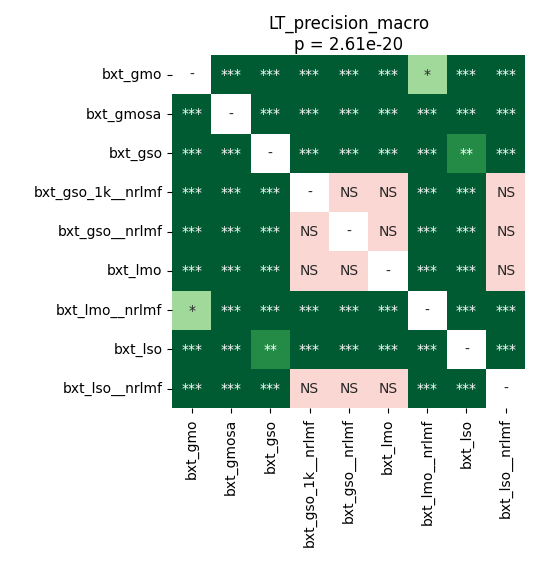 LT_precision_macro
p = 2.61e-20
bxt_gmo - *** *** *** *** *** * *** ***
bxt_gmosa *** - *** *** *** *** *** *** ***
bxt_gso *** *** - *** *** *** *** ** ***
bxt_gso_1k__nrlmf *** *** *** - NS NS *** *** NS
bxt_gso__nrlmf *** *** *** NS - NS *** *** NS
bxt_lmo *** *** *** NS NS - *** *** NS
bxt_lmo__nrlmf * *** *** *** *** *** - *** ***
bxt_lso *** *** ** *** *** *** *** - ***
bxt_lso__nrlmf *** *** *** NS NS NS *** *** -
bxt_gmo
bxt_gmosa
bxt_gso
bxt_gso_1k__nrlmf
bxt_gso__nrlmf
bxt_lmo
bxt_lmo__nrlmf
bxt_lso
bxt_lso__nrlmf